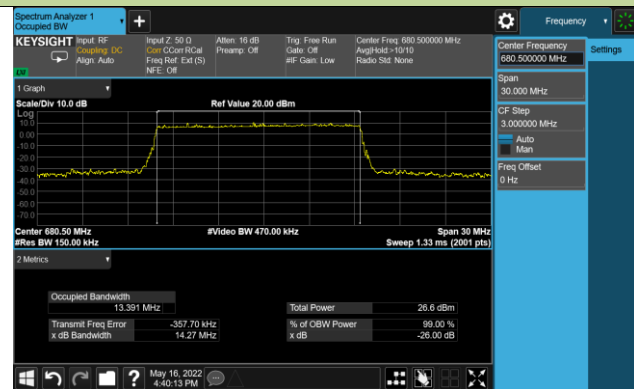 Spectrum Analyzer 1
Occupied BW
Frequency
KEYSIGHT
Input: RF
Coupling: DC
Align: Auto
Input Z: 50 Ω
Corr CCorr RCal
Freq Ref: Ext (S)
NFE: Off
Atten: 16 dB
Preamp: Off
Trig: Free Run
Gate: Off
#IF Gain: Low
Center Freq: 680.500000 MHz
Avg|Hold:>10/10
Radio Std: None
Center Frequency
680.500000 MHz
Settings
Span
30.000 MHz
CF Step
3.000000 MHz
Auto
Man
Freq Offset
0 Hz
1 Graph
Scale/Div 10.0 dB
Ref Value 20.00 dBm
Log
10.0
0.00
-10.0
-20.0
-30.0
-40.0
-50.0
-60.0
-70.0
Center 680.50 MHz
#Video BW 470.00 kHz
Span 30 MHz
#Res BW 150.00 kHz
Sweep 1.33 ms (2001 pts)
2 Metrics
Occupied Bandwidth
13.391 MHz
Total Power 26.6 dBm
Transmit Freq Error -357.70 kHz
% of OBW Power 99.00 %
x dB Bandwidth 14.27 MHz
x dB -26.00 dB
May 16, 2022
4:40:13 PM